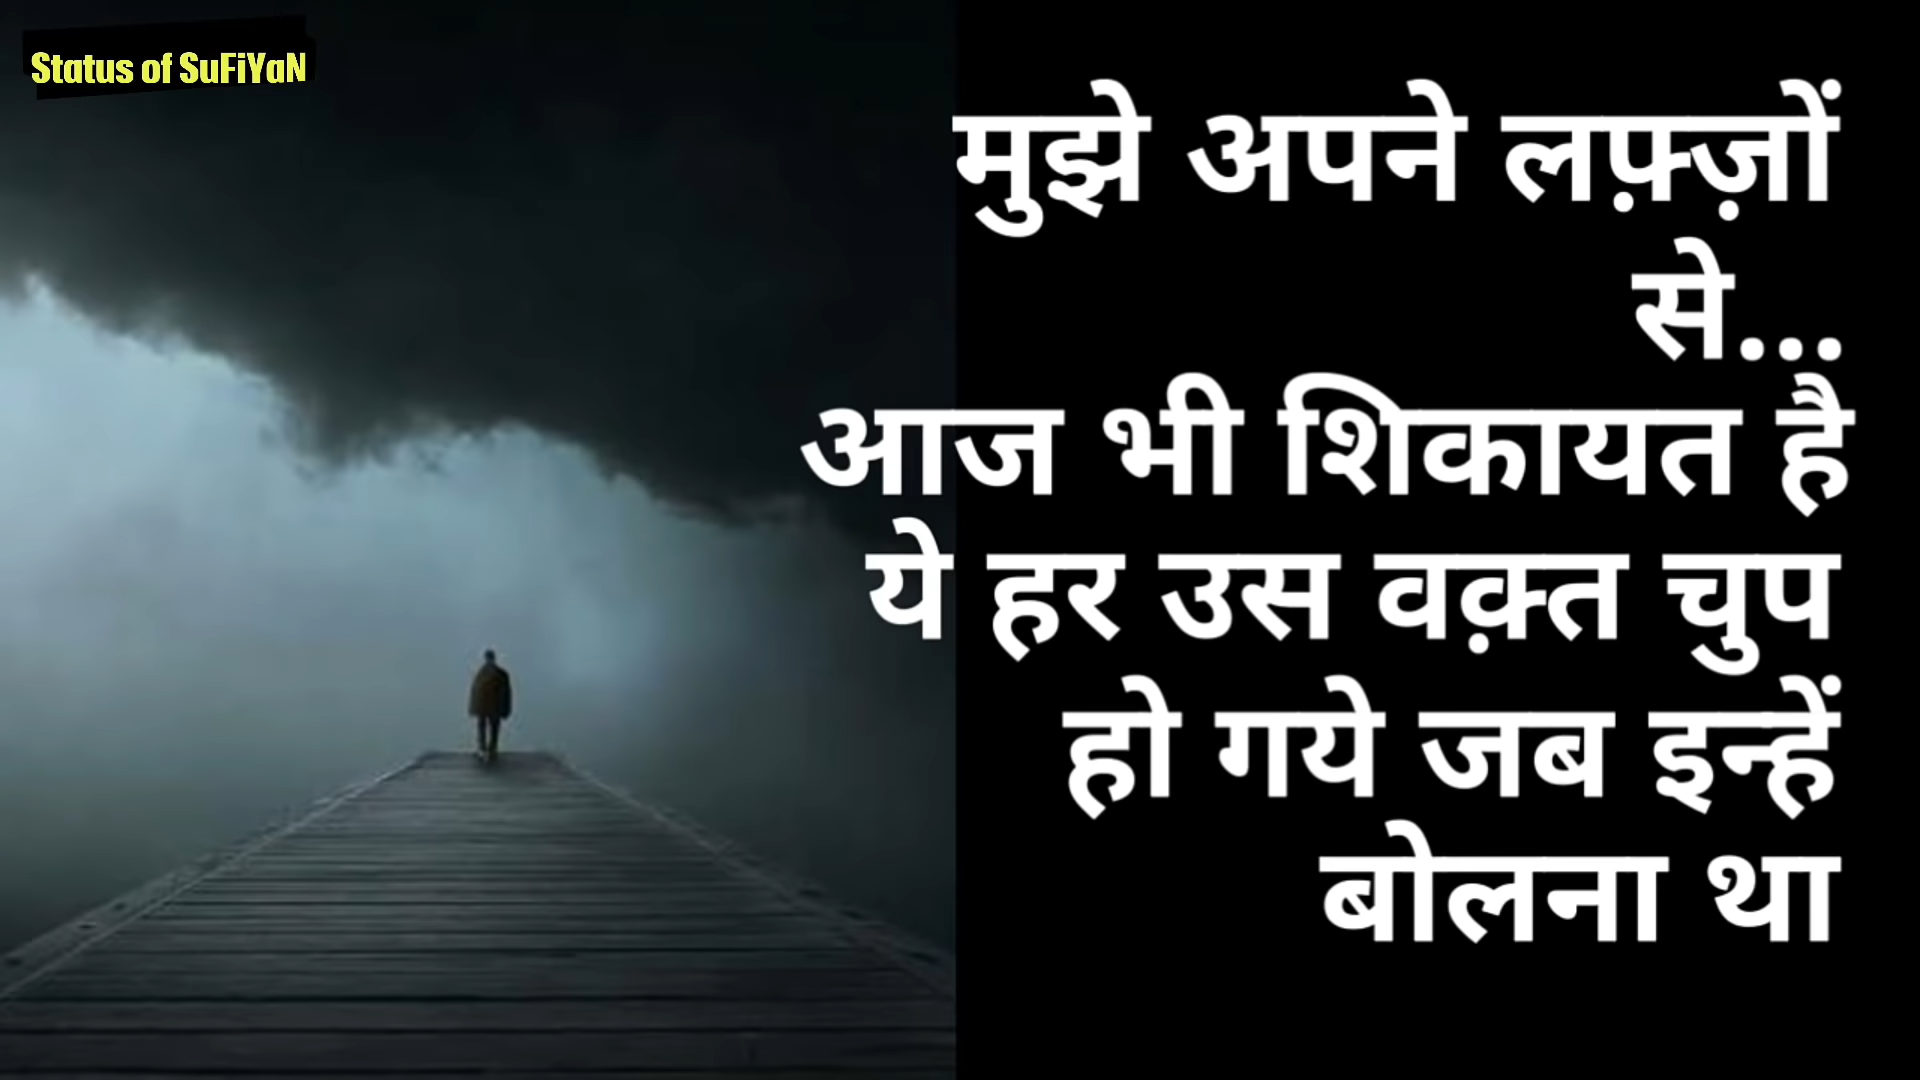 Status of SuFiYaN
मुझे अपने लफ़्ज़ों
से...
आज भी शिकायत है
ये हर उस वक़्त चुप
हो गये जब इन्हें
बोलना था